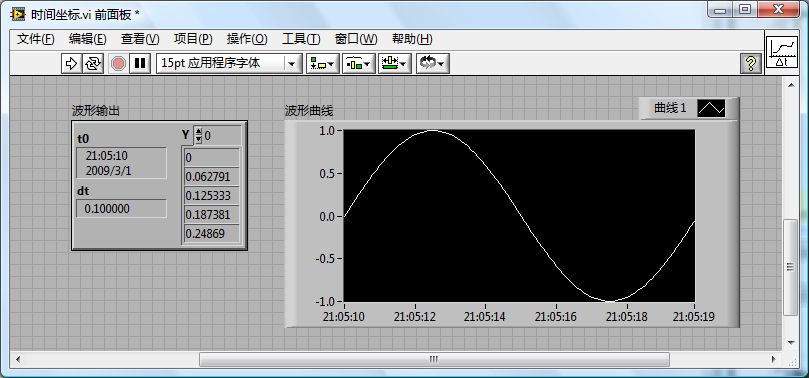 时间坐标.vi 前面板 *
文件(F) 编辑(E) 查看(V) 项目(P) 操作(O) 工具(T) 窗口(W) 帮助(H)
15pt 应用程序字体
?
Δt
波形输出
t0
21:05:10
2009/3/1
dt
0.100000
Y 0
0
0.062791
0.125333
0.187381
0.24869
波形曲线
曲线 1
1.0
0.5
0.0
-0.5
-1.0
21:05:10 21:05:12 21:05:14 21:05:16 21:05:18 21:05:19